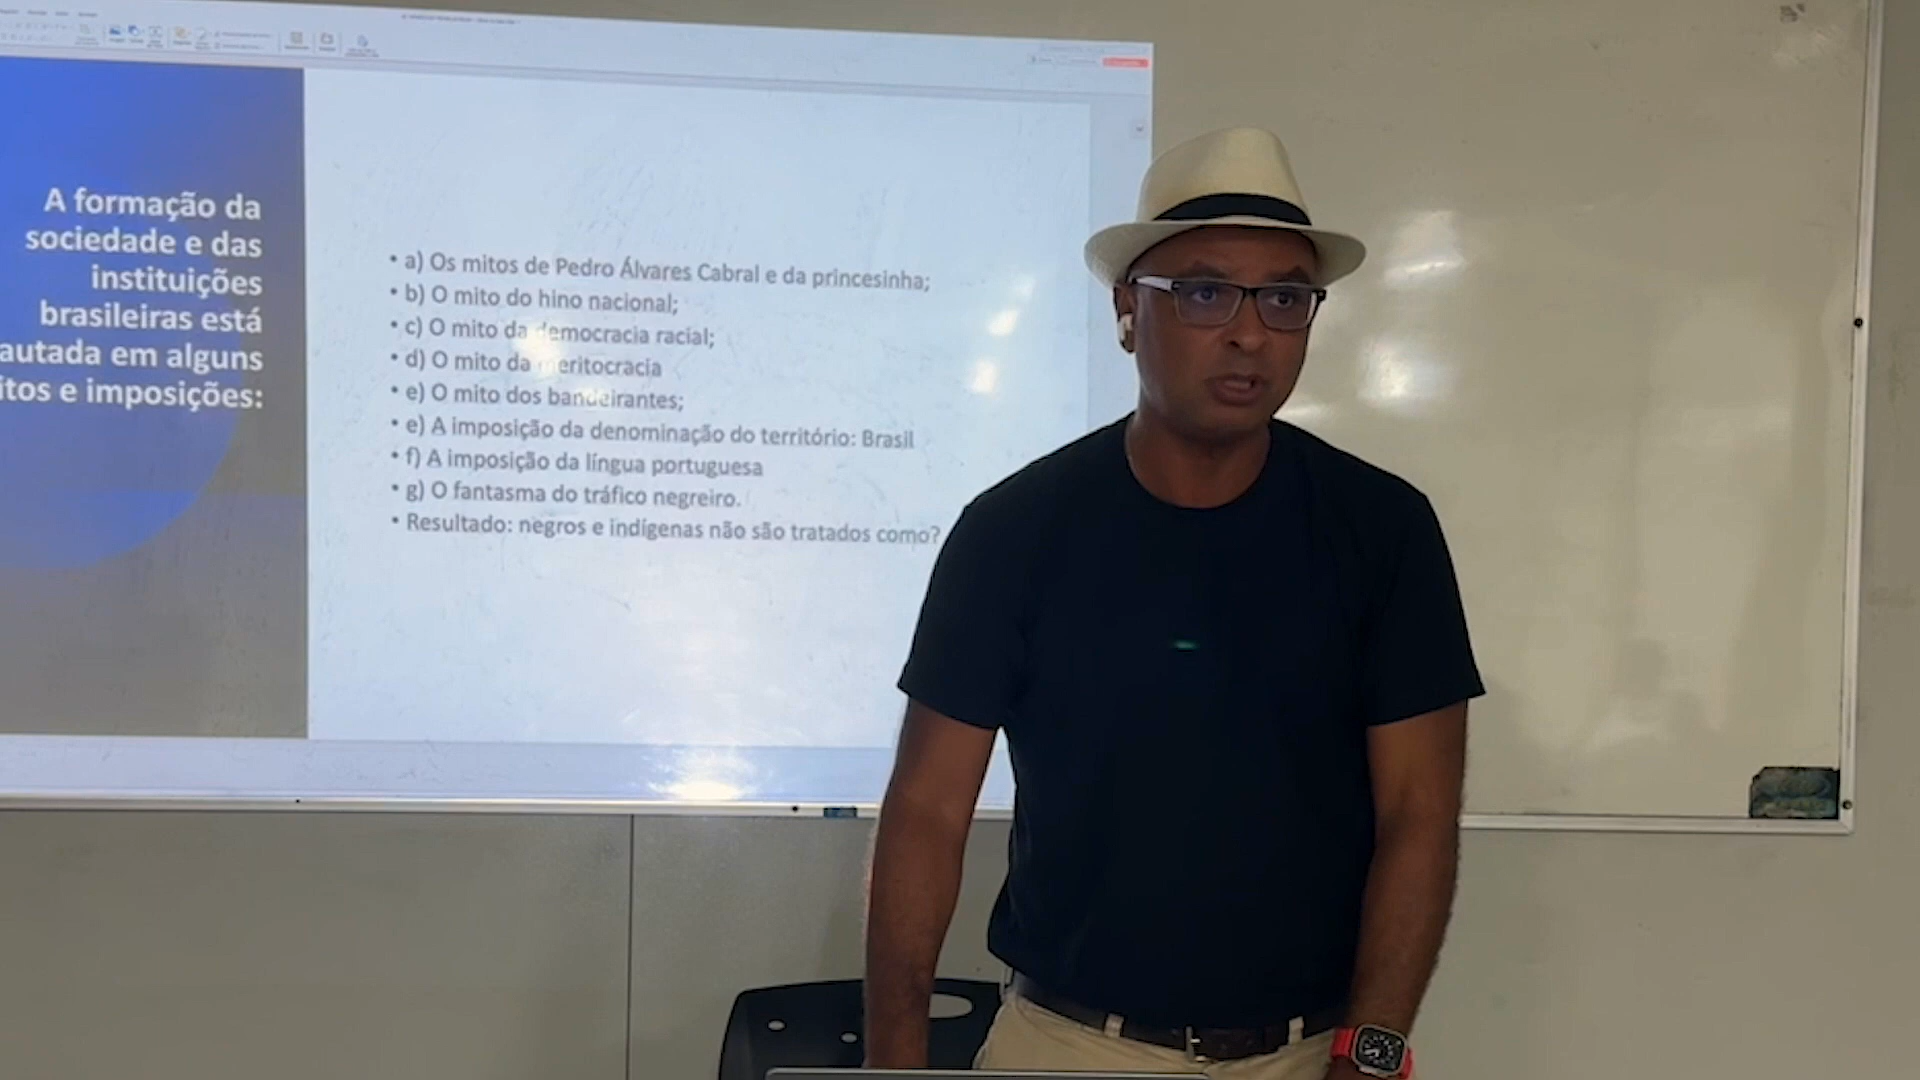 A formação da
sociedade e das
instituições
brasileiras está
autada em alguns
itos e imposições:
• a) Os mitos de Pedro Álvares Cabral e da princesinha;
• b) O mito do hino nacional;
• c) O mito da democracia racial;
• d) O mito da meritocracia
• e) O mito dos bandeirantes;
• e) A imposição da denominação do território: Brasil
• f) A imposição da língua portuguesa
• g) O fantasma do tráfico negreiro.
• Resultado: negros e indígenas não são tratados como?